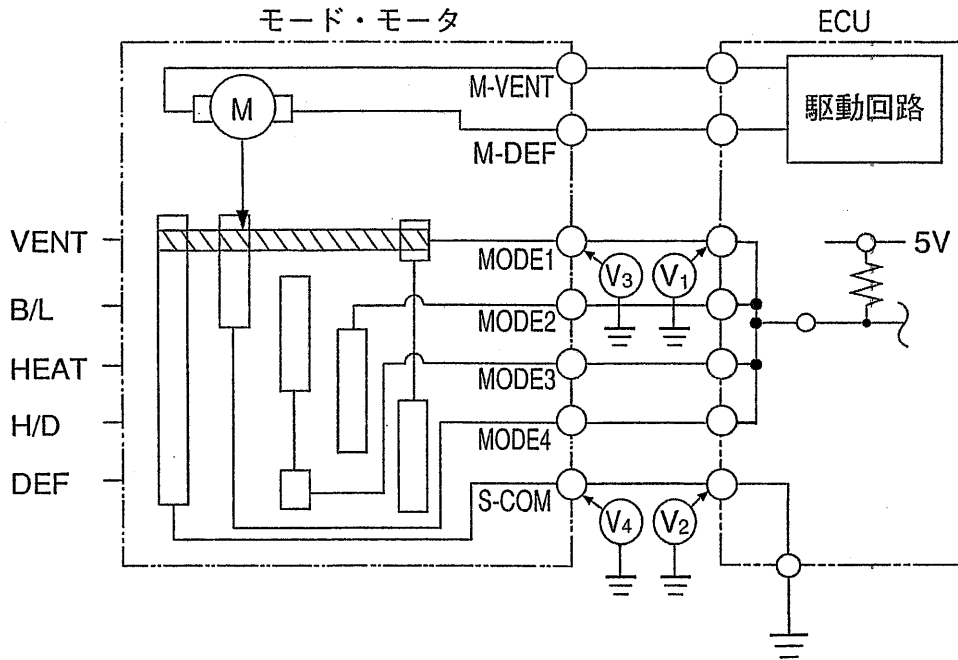 モード・モータ
ECU
M-VENT
M
駆動回路
M-DEF
VENT
MODE1
V3
V1
5V
B/L
MODE2
HEAT
MODE3
H/D
MODE4
DEF
S-COM
V4
V2